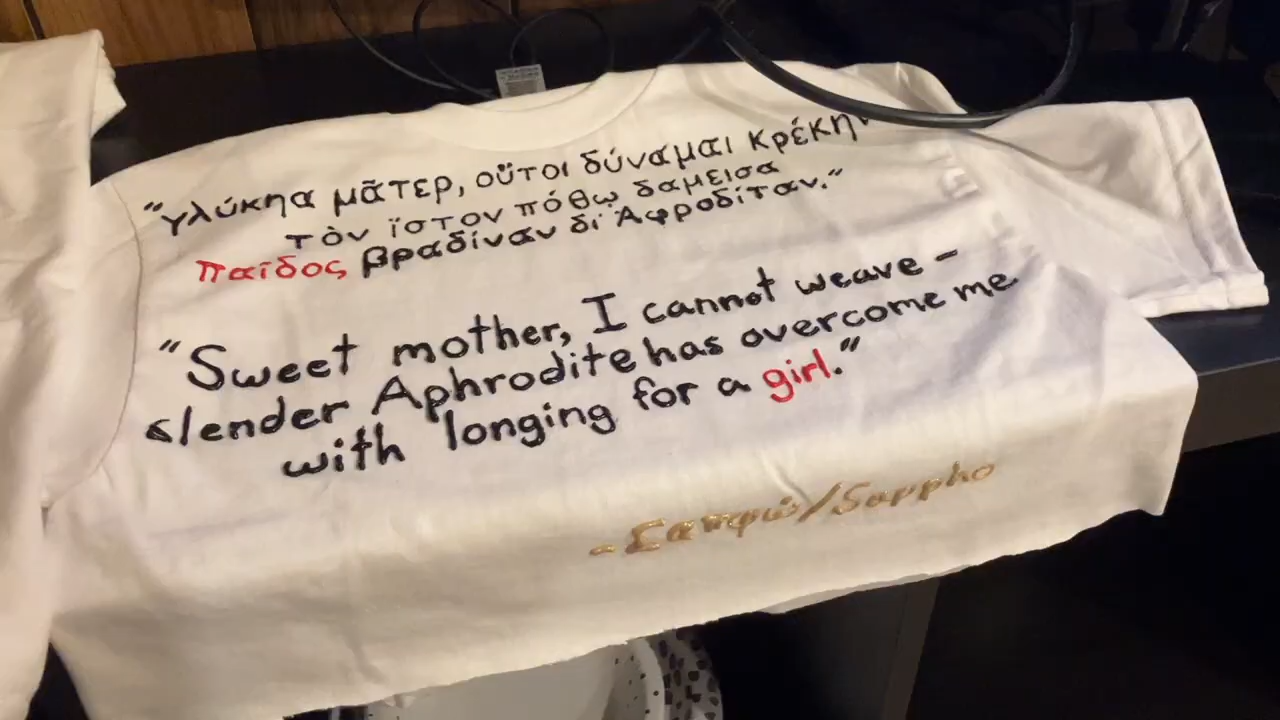 "γλύκηα μᾶτερ, οὔτοι δύναμαι κρέκην
τὸν ἴστον πόθῳ δαμεισα
παῖδος βραδίναν δι' Ἀφροδίταν."
"Sweet mother, I cannot weave -
slender Aphrodite has overcome me
with longing for a girl."
- Σαπφώ/Sappho